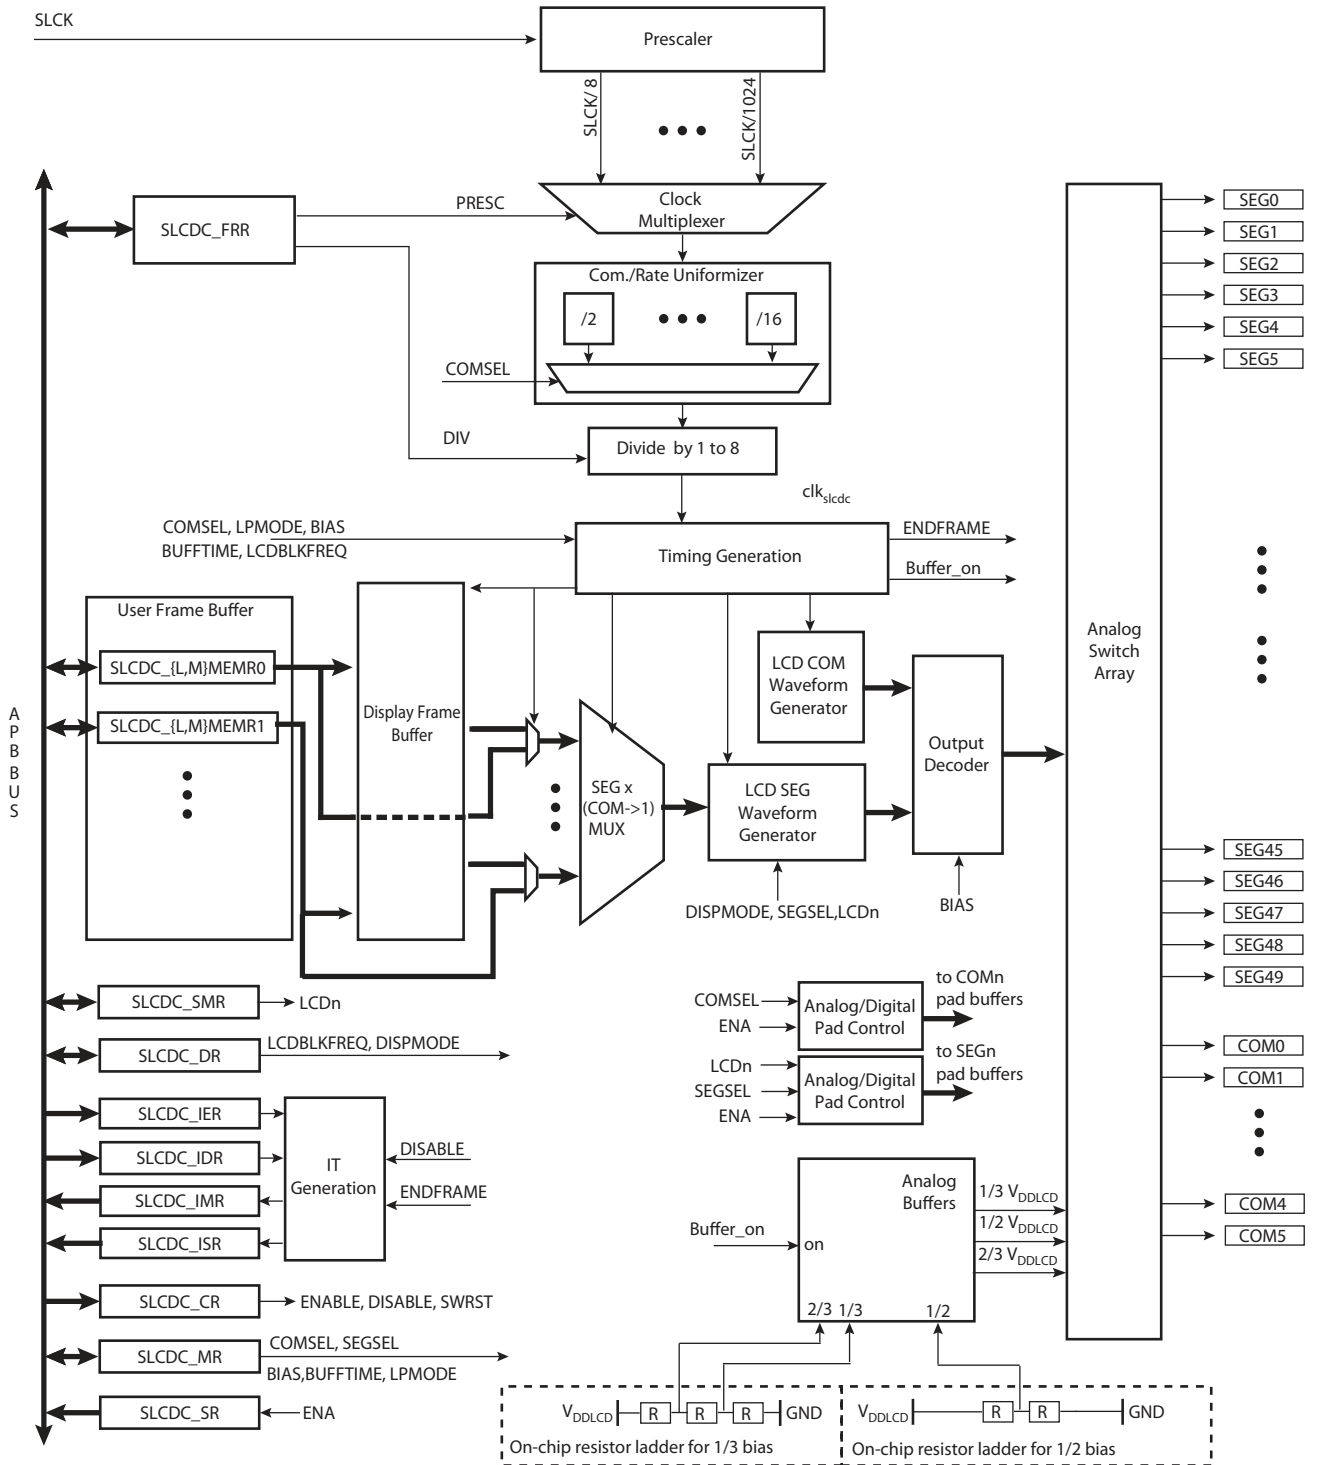 SLCK
Prescaler
SLCK/ 8
SLCK/1024
PRESC
Clock
Multiplexer
SLCDC_FRR
Com./Rate Uniformizer
/2
/16
COMSEL
DIV
Divide by 1 to 8
clkslcdc
COMSEL, LPMODE, BIAS
BUFFTIME, LCDBLKFREQ
Timing Generation
ENDFRAME
Buffer_on
User Frame Buffer
SLCDC_{L,M}MEMR0
SLCDC_{L,M}MEMR1
Display Frame
Buffer
SEG x
(COM->1)
MUX
LCD COM
Waveform
Generator
LCD SEG
Waveform
Generator
Output
Decoder
DISPMODE, SEGSEL,LCDn
BIAS
Analog
Switch
Array
SEG0
SEG1
SEG2
SEG3
SEG4
SEG5
SEG45
SEG46
SEG47
SEG48
SEG49
COM0
COM1
COM4
COM5
A
P
B
B
U
S
SLCDC_SMR
LCDn
SLCDC_DR
LCDBLKFREQ, DISPMODE
SLCDC_IER
SLCDC_IDR
SLCDC_IMR
SLCDC_ISR
IT
Generation
DISABLE
ENDFRAME
SLCDC_CR
ENABLE, DISABLE, SWRST
SLCDC_MR
COMSEL, SEGSEL
BIAS,BUFFTIME, LPMODE
SLCDC_SR
ENA
COMSEL
ENA
Analog/Digital
Pad Control
to COMn
pad buffers
LCDn
SEGSEL
ENA
Analog/Digital
Pad Control
to SEGn
pad buffers
Analog
Buffers
Buffer_on
on
1/3 VDDLCD
1/2 VDDLCD
2/3 VDDLCD
2/3 1/3
1/2
VDDLCD
R
R
R
GND
On-chip resistor ladder for 1/3 bias
VDDLCD
R
R
GND
On-chip resistor ladder for 1/2 bias